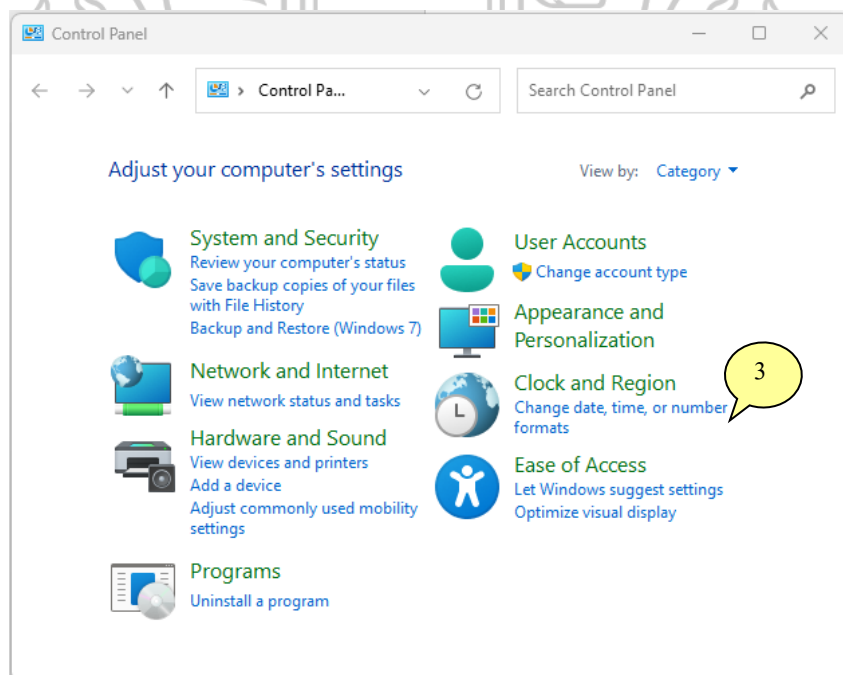 Control Panel
Control Pa...
Search Control Panel
Adjust your computer's settings
View by: Category
System and Security
Review your computer's status
Save backup copies of your files
with File History
Backup and Restore (Windows 7)
Network and Internet
View network status and tasks
Hardware and Sound
View devices and printers
Add a device
Adjust commonly used mobility
settings
Programs
Uninstall a program
User Accounts
Change account type
Appearance and
Personalization
Clock and Region
Change date, time, or number
formats
3
Ease of Access
Let Windows suggest settings
Optimize visual display